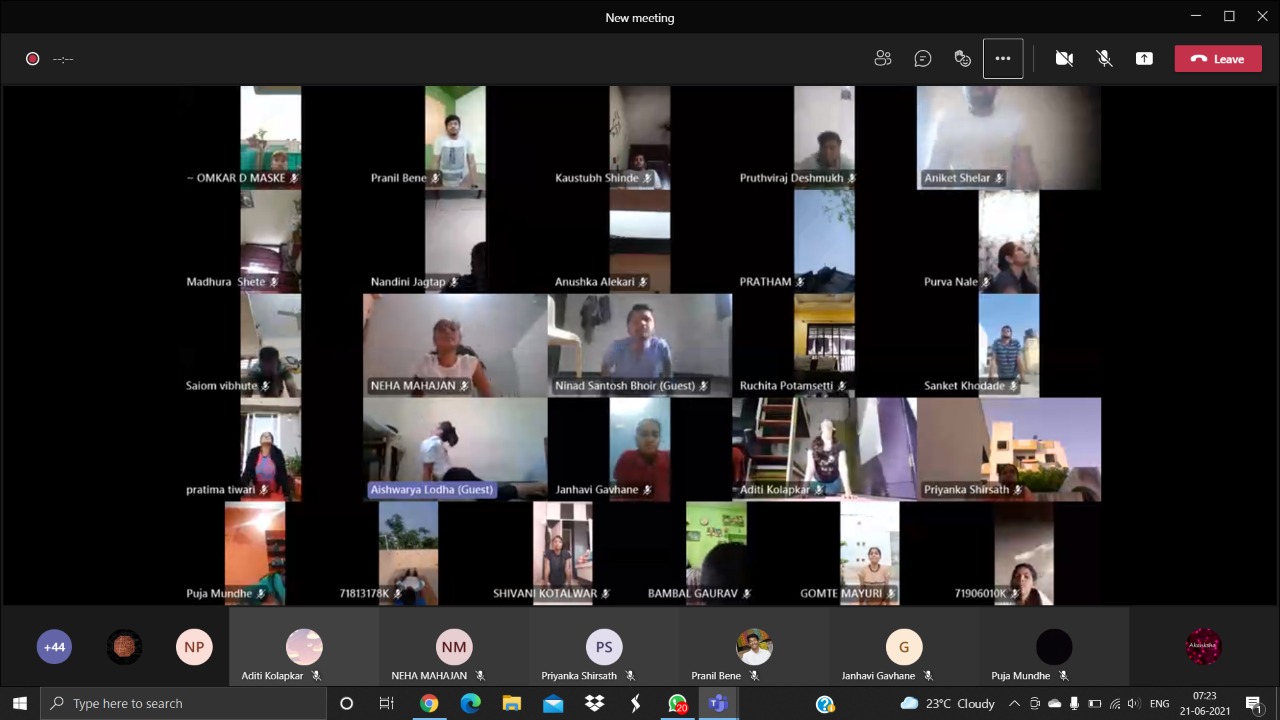 New meeting
--:--
Leave
~ OMKAR D MASKE
Pranil Bene
Kaustubh Shinde
Pruthviraj Deshmukh
Aniket Shelar
Madhura Shete
Nandini Jagtap
Anushka Alekari
PRATHAM
Purva Nale
Saiom vibhute
NEHA MAHAJAN
Ninad Santosh Bhoir (Guest)
Ruchita Potamsetti
Sanket Khodade
pratima tiwari
Aishwarya Lodha (Guest)
Janhavi Gavhane
Aditi Kolapkar
Priyanka Shirsath
Puja Mundhe
71813178K
SHIVANI KOTALWAR
BAMBAL GAURAV
GOMTE MAYURI
71906010K
+44
NP
NM
PS
G
Aditi Kolapkar
NEHA MAHAJAN
Priyanka Shirsath
Pranil Bene
Janhavi Gavhane
Puja Mundhe
Type here to search
20
23°C Cloudy
ENG
07:23
21-06-2021
1